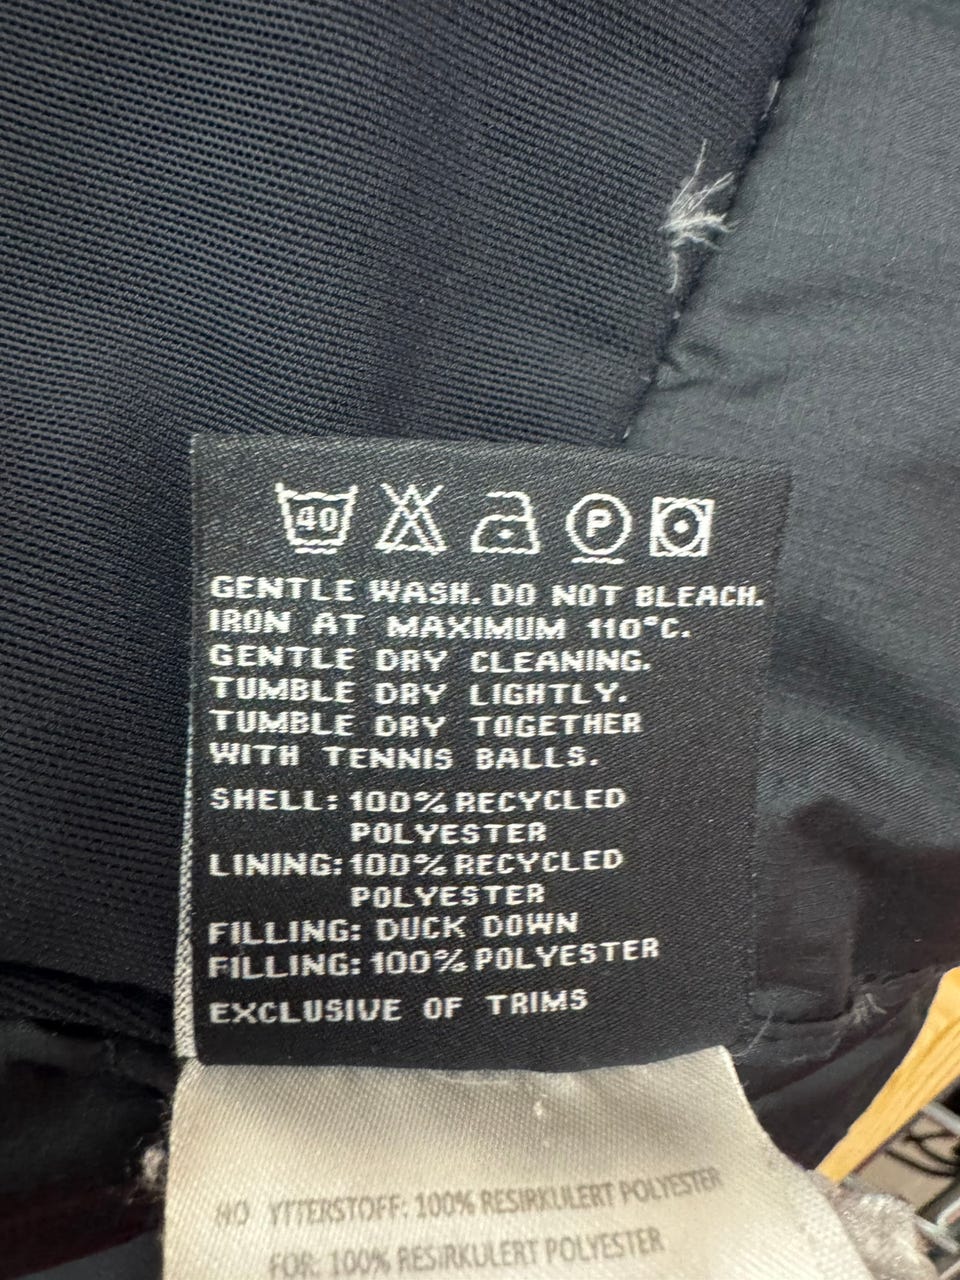 40 P
GENTLE WASH. DO NOT BLEACH.
IRON AT MAXIMUM 110°C.
GENTLE DRY CLEANING.
TUMBLE DRY LIGHTLY.
TUMBLE DRY TOGETHER
WITH TENNIS BALLS.
SHELL: 100% RECYCLED
POLYESTER
LINING: 100% RECYCLED
POLYESTER
FILLING: DUCK DOWN
FILLING: 100% POLYESTER
EXCLUSIVE OF TRIMS
NO YTTERSTOFF: 100% RESIRKULERT POLYESTER
FOR: 100% RESIRKULERT POLYESTER